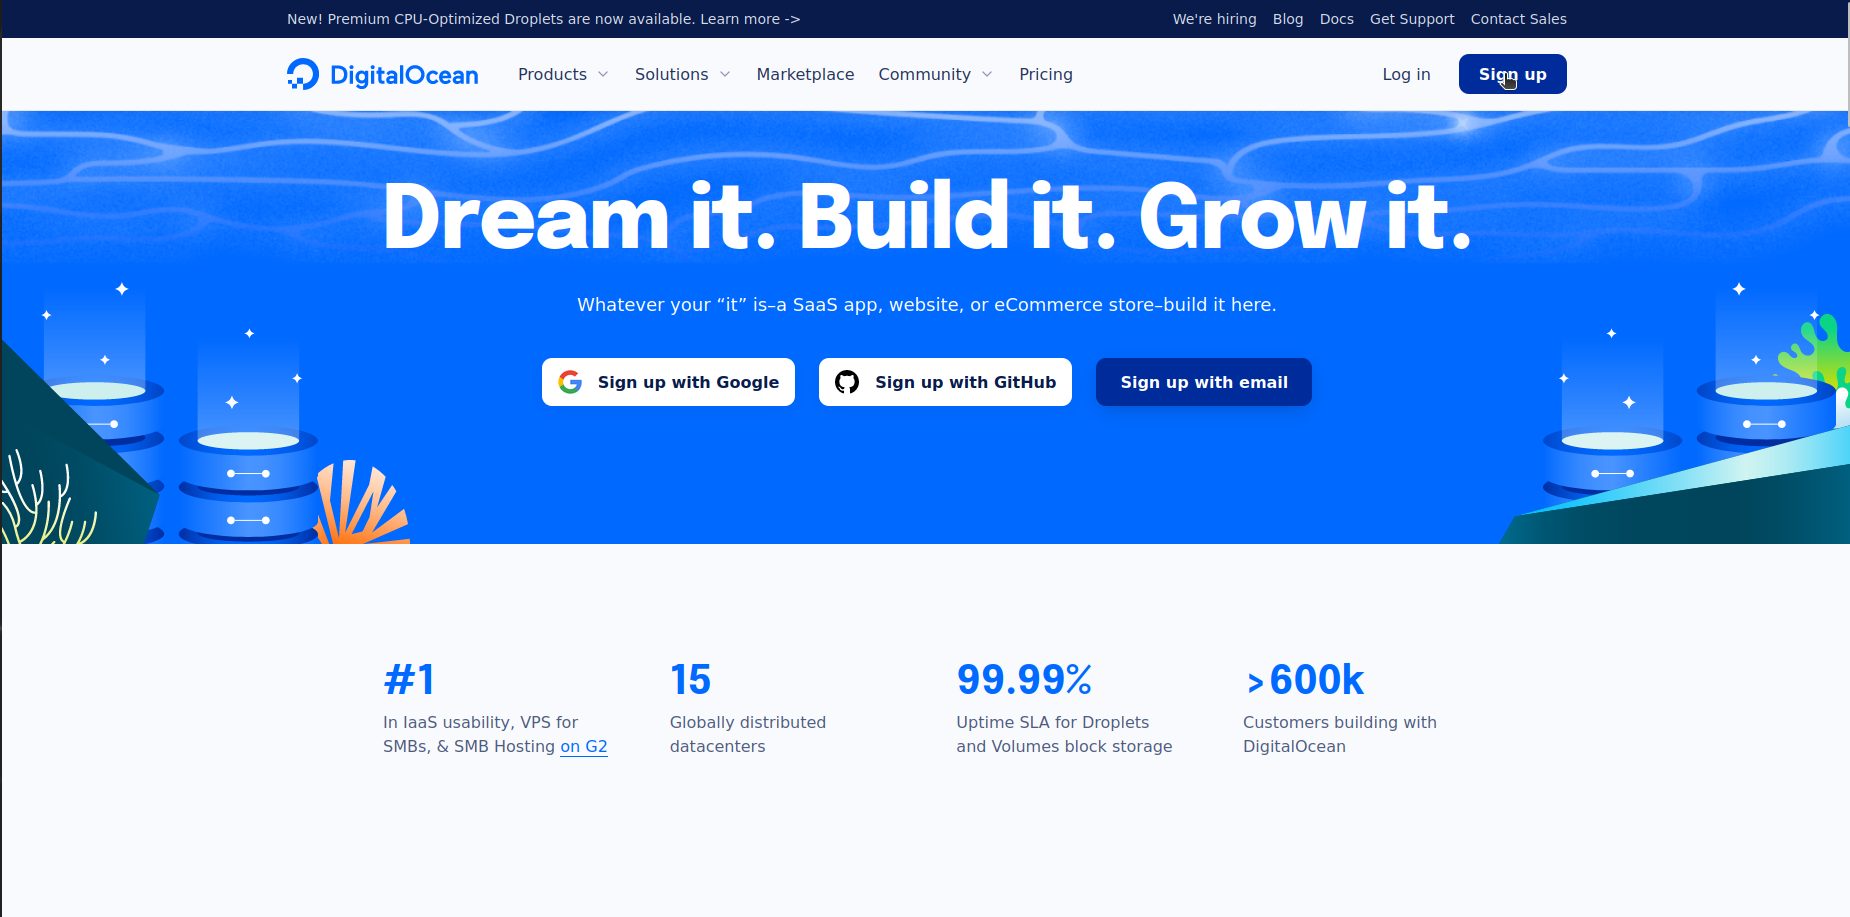 New! Premium CPU-Optimized Droplets are now available. Learn more ->
We're hiring Blog Docs Get Support Contact Sales
DigitalOcean Products Solutions Marketplace Community Pricing Log in Sign up
Dream it. Build it. Grow it.
Whatever your “it” is–a SaaS app, website, or eCommerce store–build it here.
Sign up with Google Sign up with GitHub Sign up with email
#1
In IaaS usability, VPS for
SMBs, & SMB Hosting on G2
15
Globally distributed
datacenters
99.99%
Uptime SLA for Droplets
and Volumes block storage
>600k
Customers building with
DigitalOcean